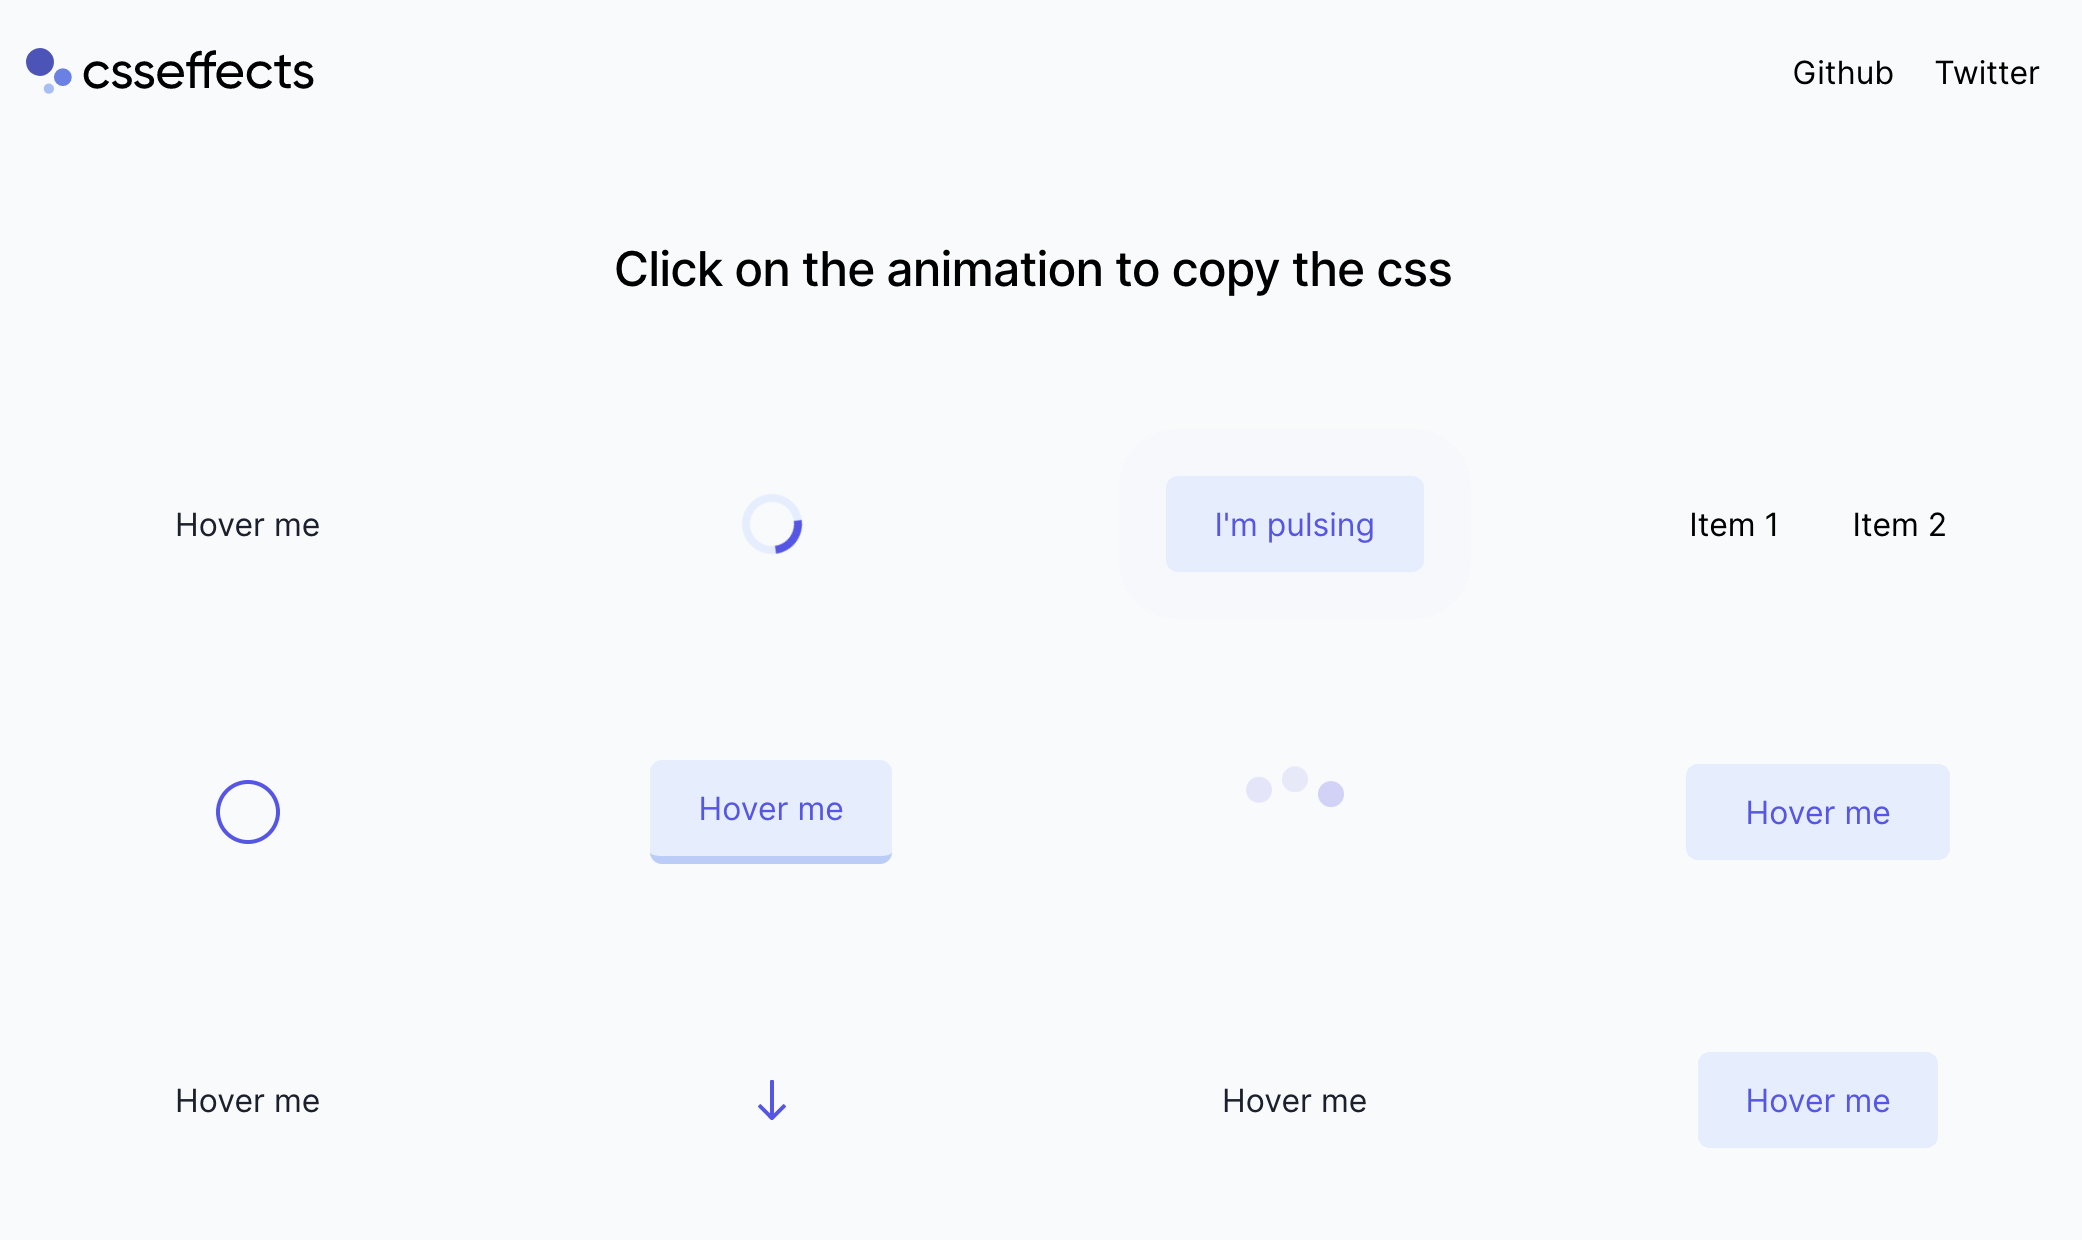 csseffects
Github
Twitter
Click on the animation to copy the css
Hover me
I'm pulsing
Item 1
Item 2
Hover me
Hover me
Hover me
Hover me
Hover me